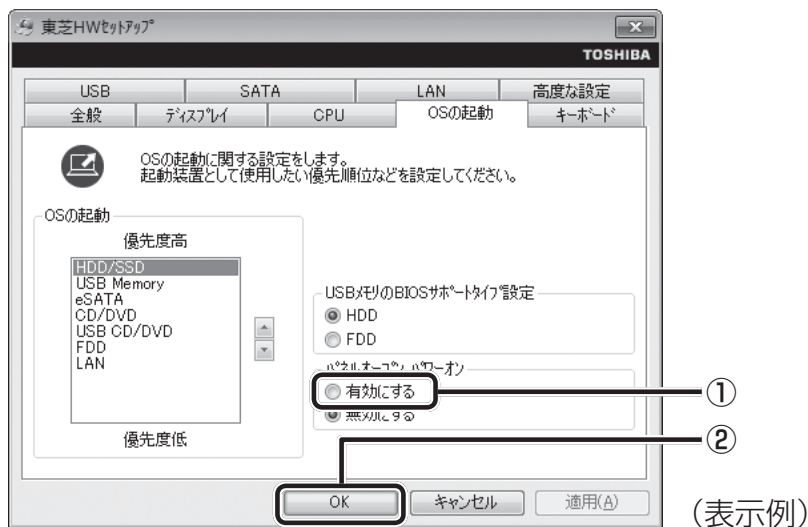 東芝HWセットアップ
TOSHIBA
USB SATA LAN 高度な設定
全般 ディスプレイ CPU OSの起動 キーボード
OSの起動に関する設定をします。
起動装置として使用したい優先順位などを設定してください。
OSの起動
優先度高
HDD/SSD
USB Memory
eSATA
CD/DVD
USB CD/DVD
FDD
LAN
優先度低
USBメモリのBIOSサポートタイプ設定
HDD
FDD
パネルオープン パワーオン
有効にする
無効にする
①
②
OK キャンセル 適用(A)
(表示例)